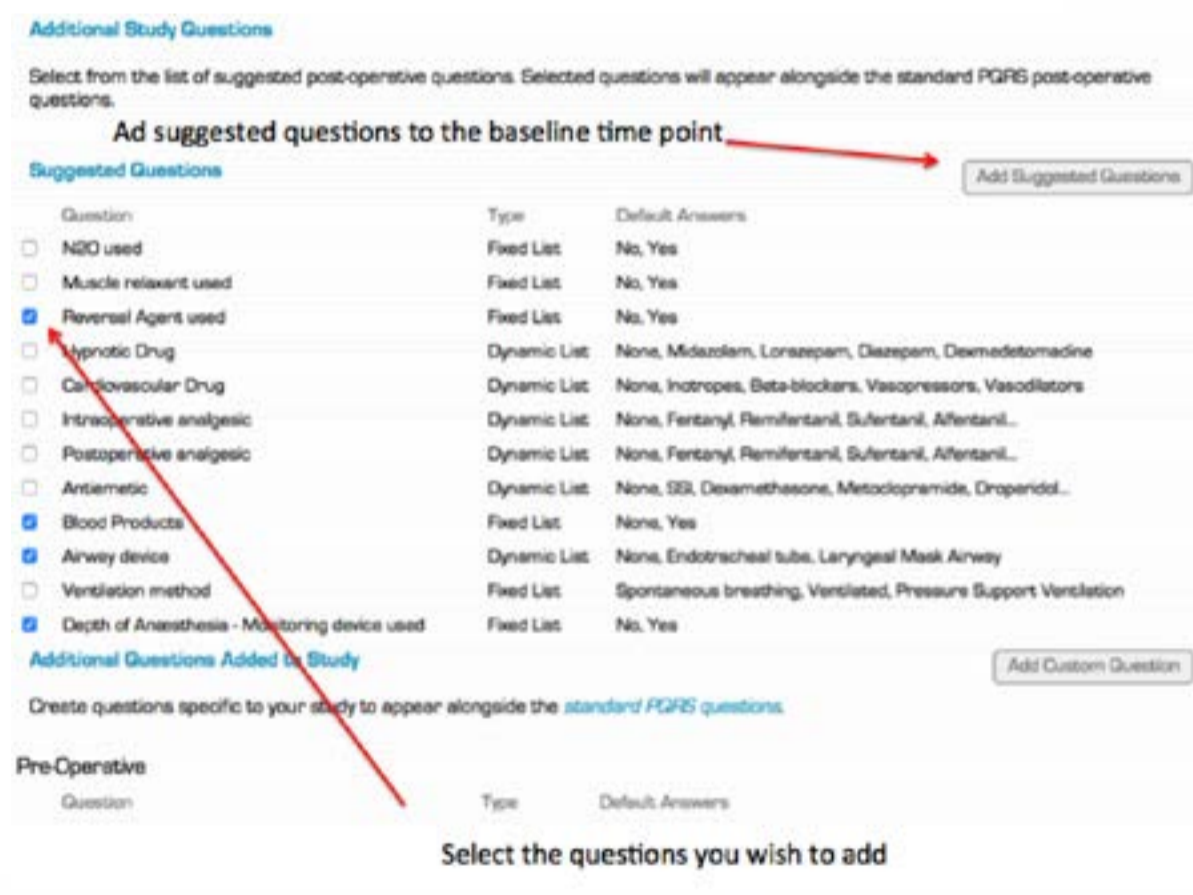 Additional Study Questions
Select from the list of suggested post-operative questions. Selected questions will appear alongside the standard PQRS post-operative
questions.
Ad suggested questions to the baseline time point
Suggested Questions Add Suggested Questions
Question Type Default Answers
N2O used Fixed List No, Yes
Muscle relaxant used Fixed List No, Yes
Reversal Agent used Fixed List No, Yes
Hypnotic Drug Dynamic List None, Midazolam, Lorazepam, Diazepam, Dexmedetomadine
Cardiovascular Drug Dynamic List None, Inotropes, Beta-blockers, Vasopressors, Vasodilators
Intraoperative analgesic Dynamic List None, Fentanyl, Remifentanil, Sufentanil, Alfentanil...
Postoperative analgesic Dynamic List None, Fentanyl, Remifentanil, Sufentanil, Alfentanil...
Antiemetic Dynamic List None, SSI, Dexamethasone, Metoclopramide, Droperidol...
Blood Products Fixed List None, Yes
Airway device Dynamic List None, Endotracheal tube, Laryngeal Mask Airway
Ventilation method Fixed List Spontaneous breathing, Ventilated, Pressure Support Ventilation
Depth of Anaesthesia - Monitoring device used Fixed List No, Yes
Additional Questions Added to Study Add Custom Question
Create questions specific to your study to appear alongside the standard PQRS questions.
Pre-Operative
Question Type Default Answers
Select the questions you wish to add